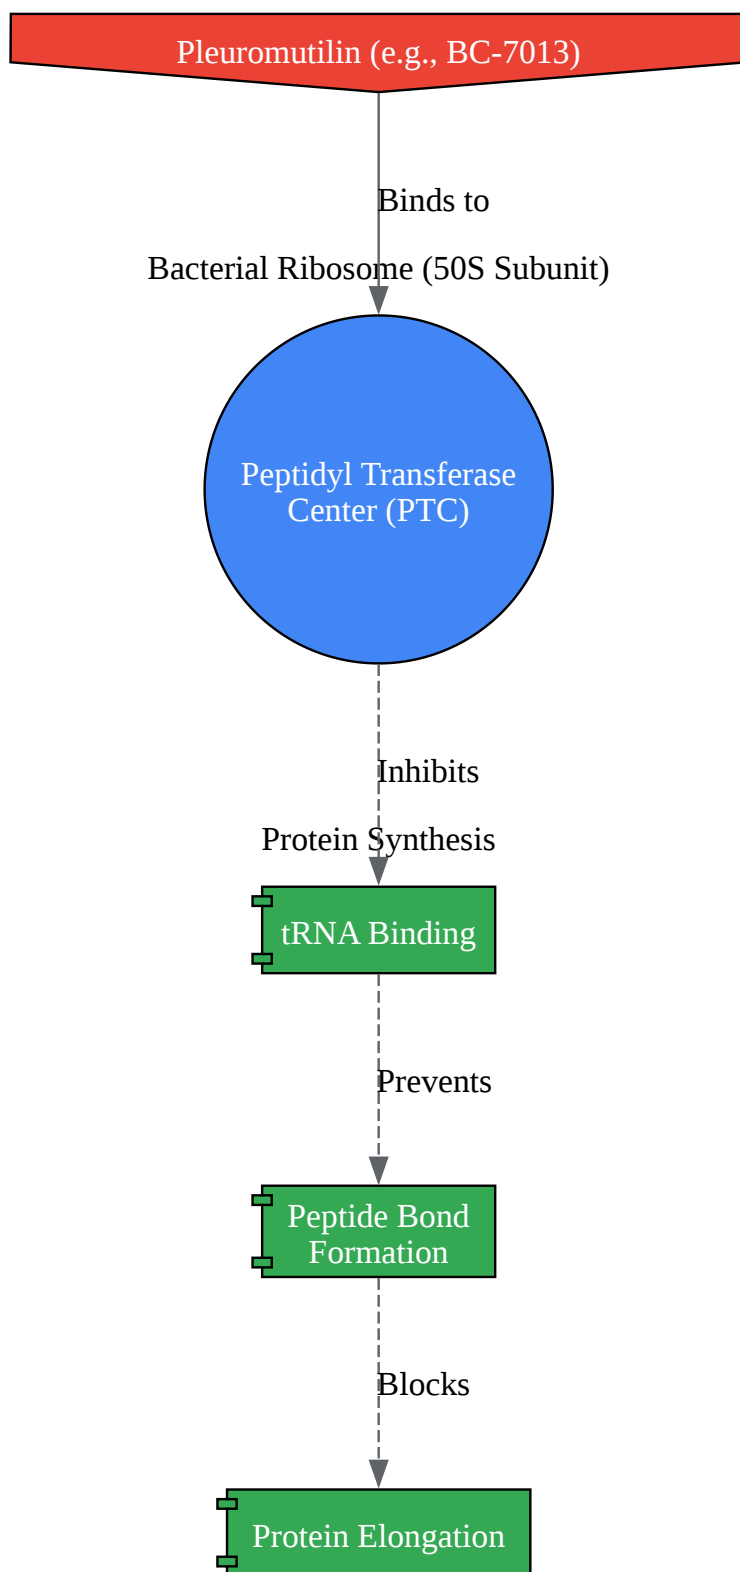 Pleuromutilin (e.g., BC-7013)
Binds to
Bacterial Ribosome (50S Subunit)
Peptidyl Transferase
Center (PTC)
Inhibits
Protein Synthesis
tRNA Binding
Prevents
Peptide Bond
Formation
Blocks
Protein Elongation